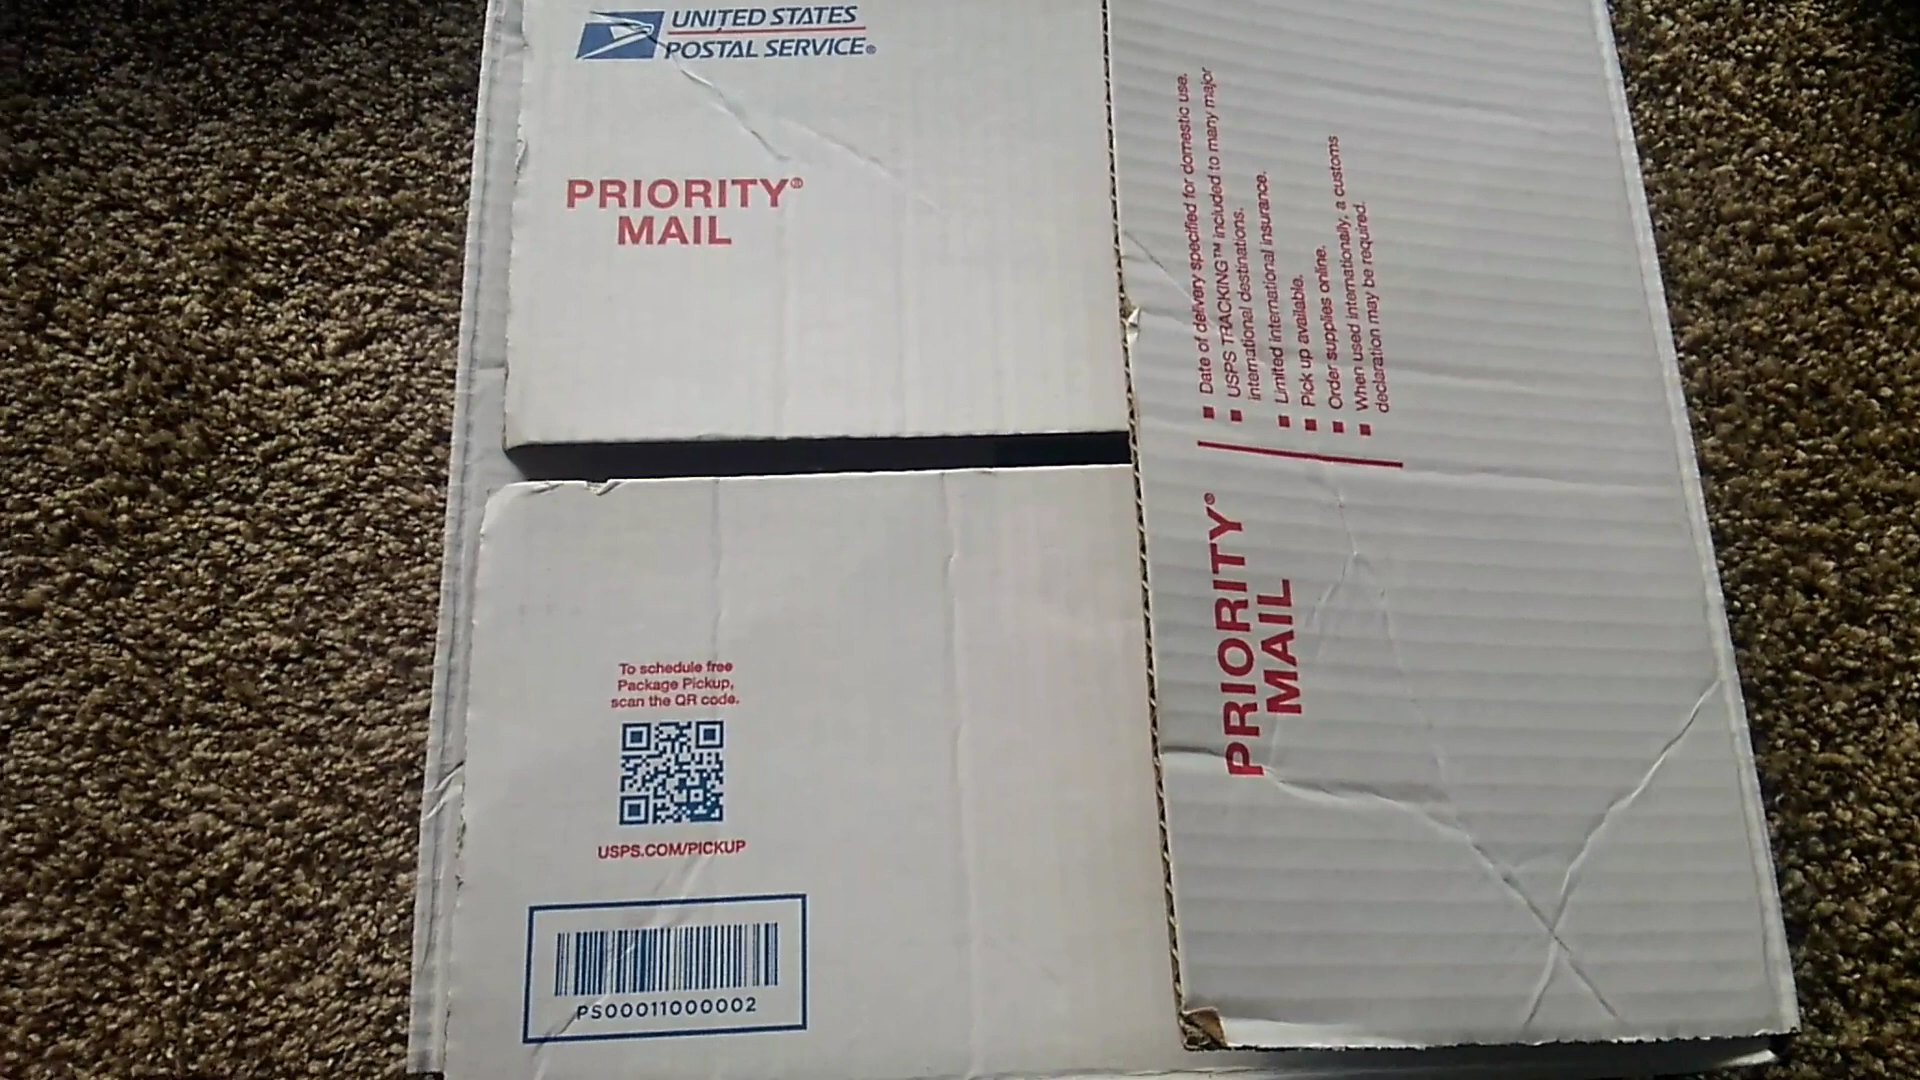 UNITED STATES
POSTAL SERVICE®
PRIORITY®
MAIL
To schedule free
Package Pickup,
scan the QR code.
USPS.COM/PICKUP
PS00011000002
PRIORITY®
MAIL
■ Date of delivery specified for domestic use.
■ USPS TRACKING™ included to many major
international destinations.
■ Limited international insurance.
■ Pick up available.
■ Order supplies online.
■ When used internationally, a customs
declaration may be required.